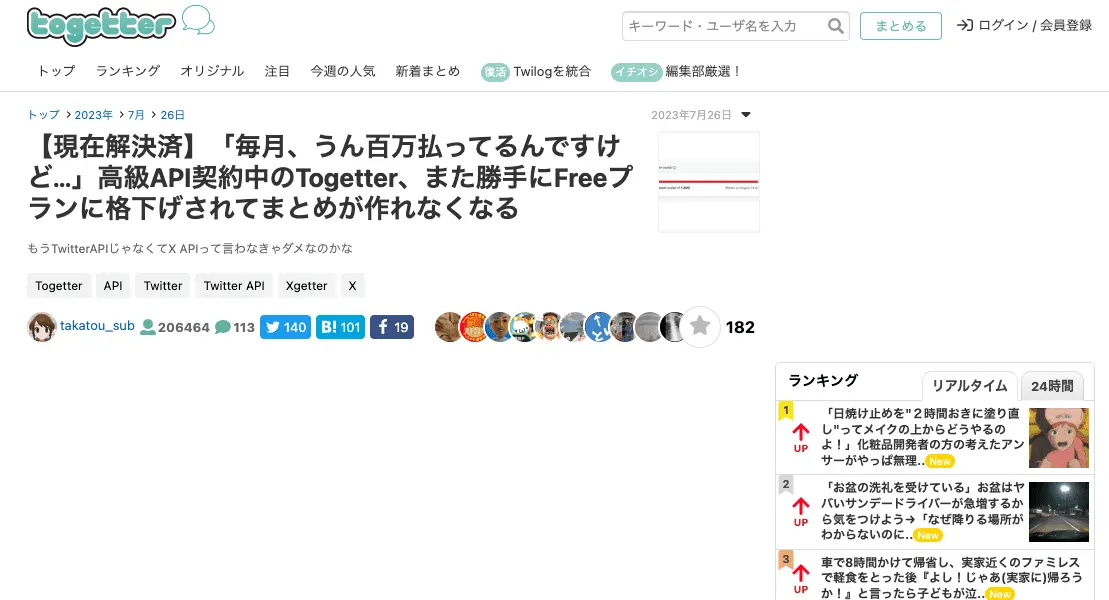 togetter
キーワード・ユーザ名を入力
まとめる
ログイン / 会員登録
トップ ランキング オリジナル 注目 今週の人気 新着まとめ 復活 Twilogを統合 イチオシ 編集部厳選！
トップ > 2023年 > 7月 > 26日
2023年7月26日
【現在解決済】「毎月、うん百万払ってるんですけ
ど…」高級API契約中のTogetter、また勝手にFreeプ
ランに格下げされてまとめが作れなくなる
もうTwitterAPIじゃなくてX APIって言わなきゃダメなのかな
Togetter API Twitter Twitter API Xgetter X
takatou_sub 206464 113 140 B! 101 19 182
ランキング リアルタイム 24時間
1
「日焼け止めを"２時間おきに塗り直
し"ってメイクの上からどうやるの
よ！」化粧品開発者の方の考えたアン
サーがやっぱ無理.. New
UP
2
「お盆の洗礼を受けている」お盆はヤ
バいサンデードライバーが急増するか
ら気をつけよう→「なぜ降りる場所が
わからないのに.. New
UP
3
車で8時間かけて帰省し、実家近くのファミレス
で軽食をとった後『よし！じゃあ(実家に)帰ろう
か！』と言ったら子どもが泣.. New
UP